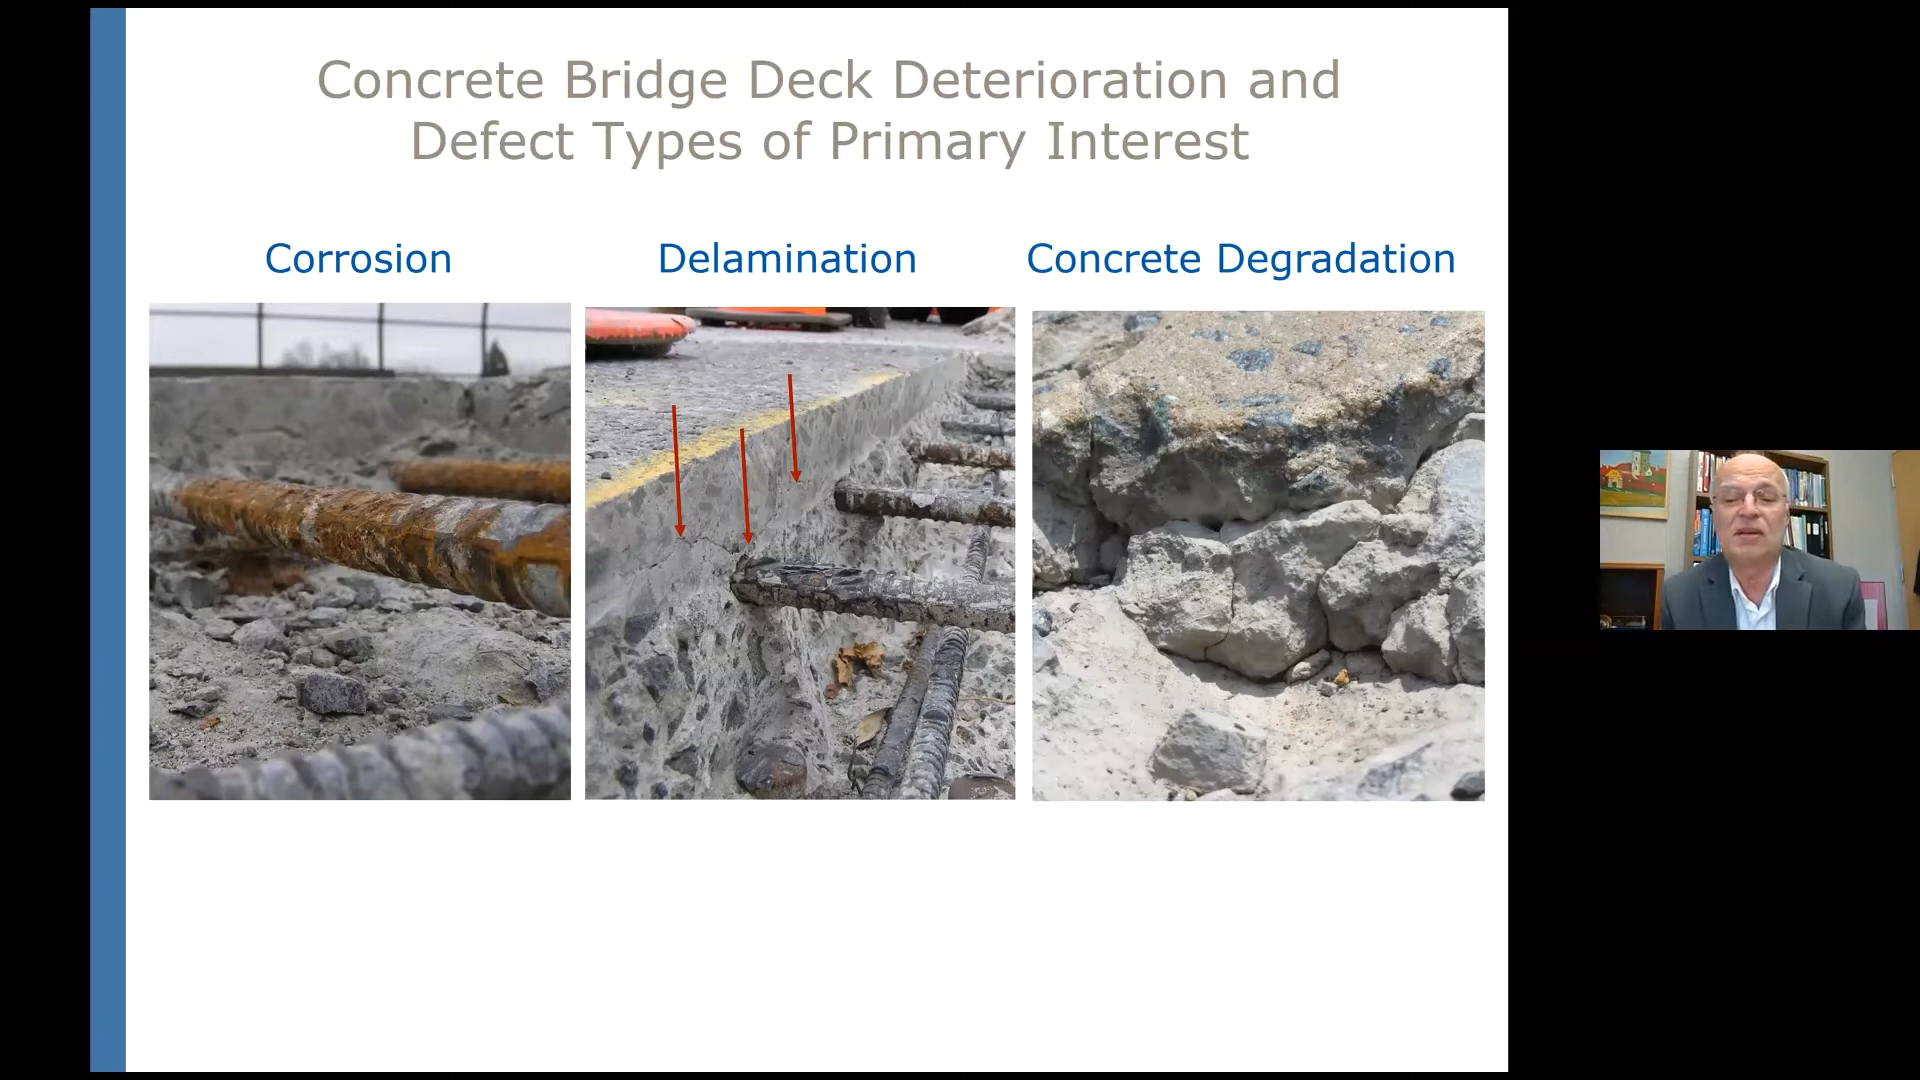 Concrete Bridge Deck Deterioration and
Defect Types of Primary Interest
Corrosion
Delamination
Concrete Degradation